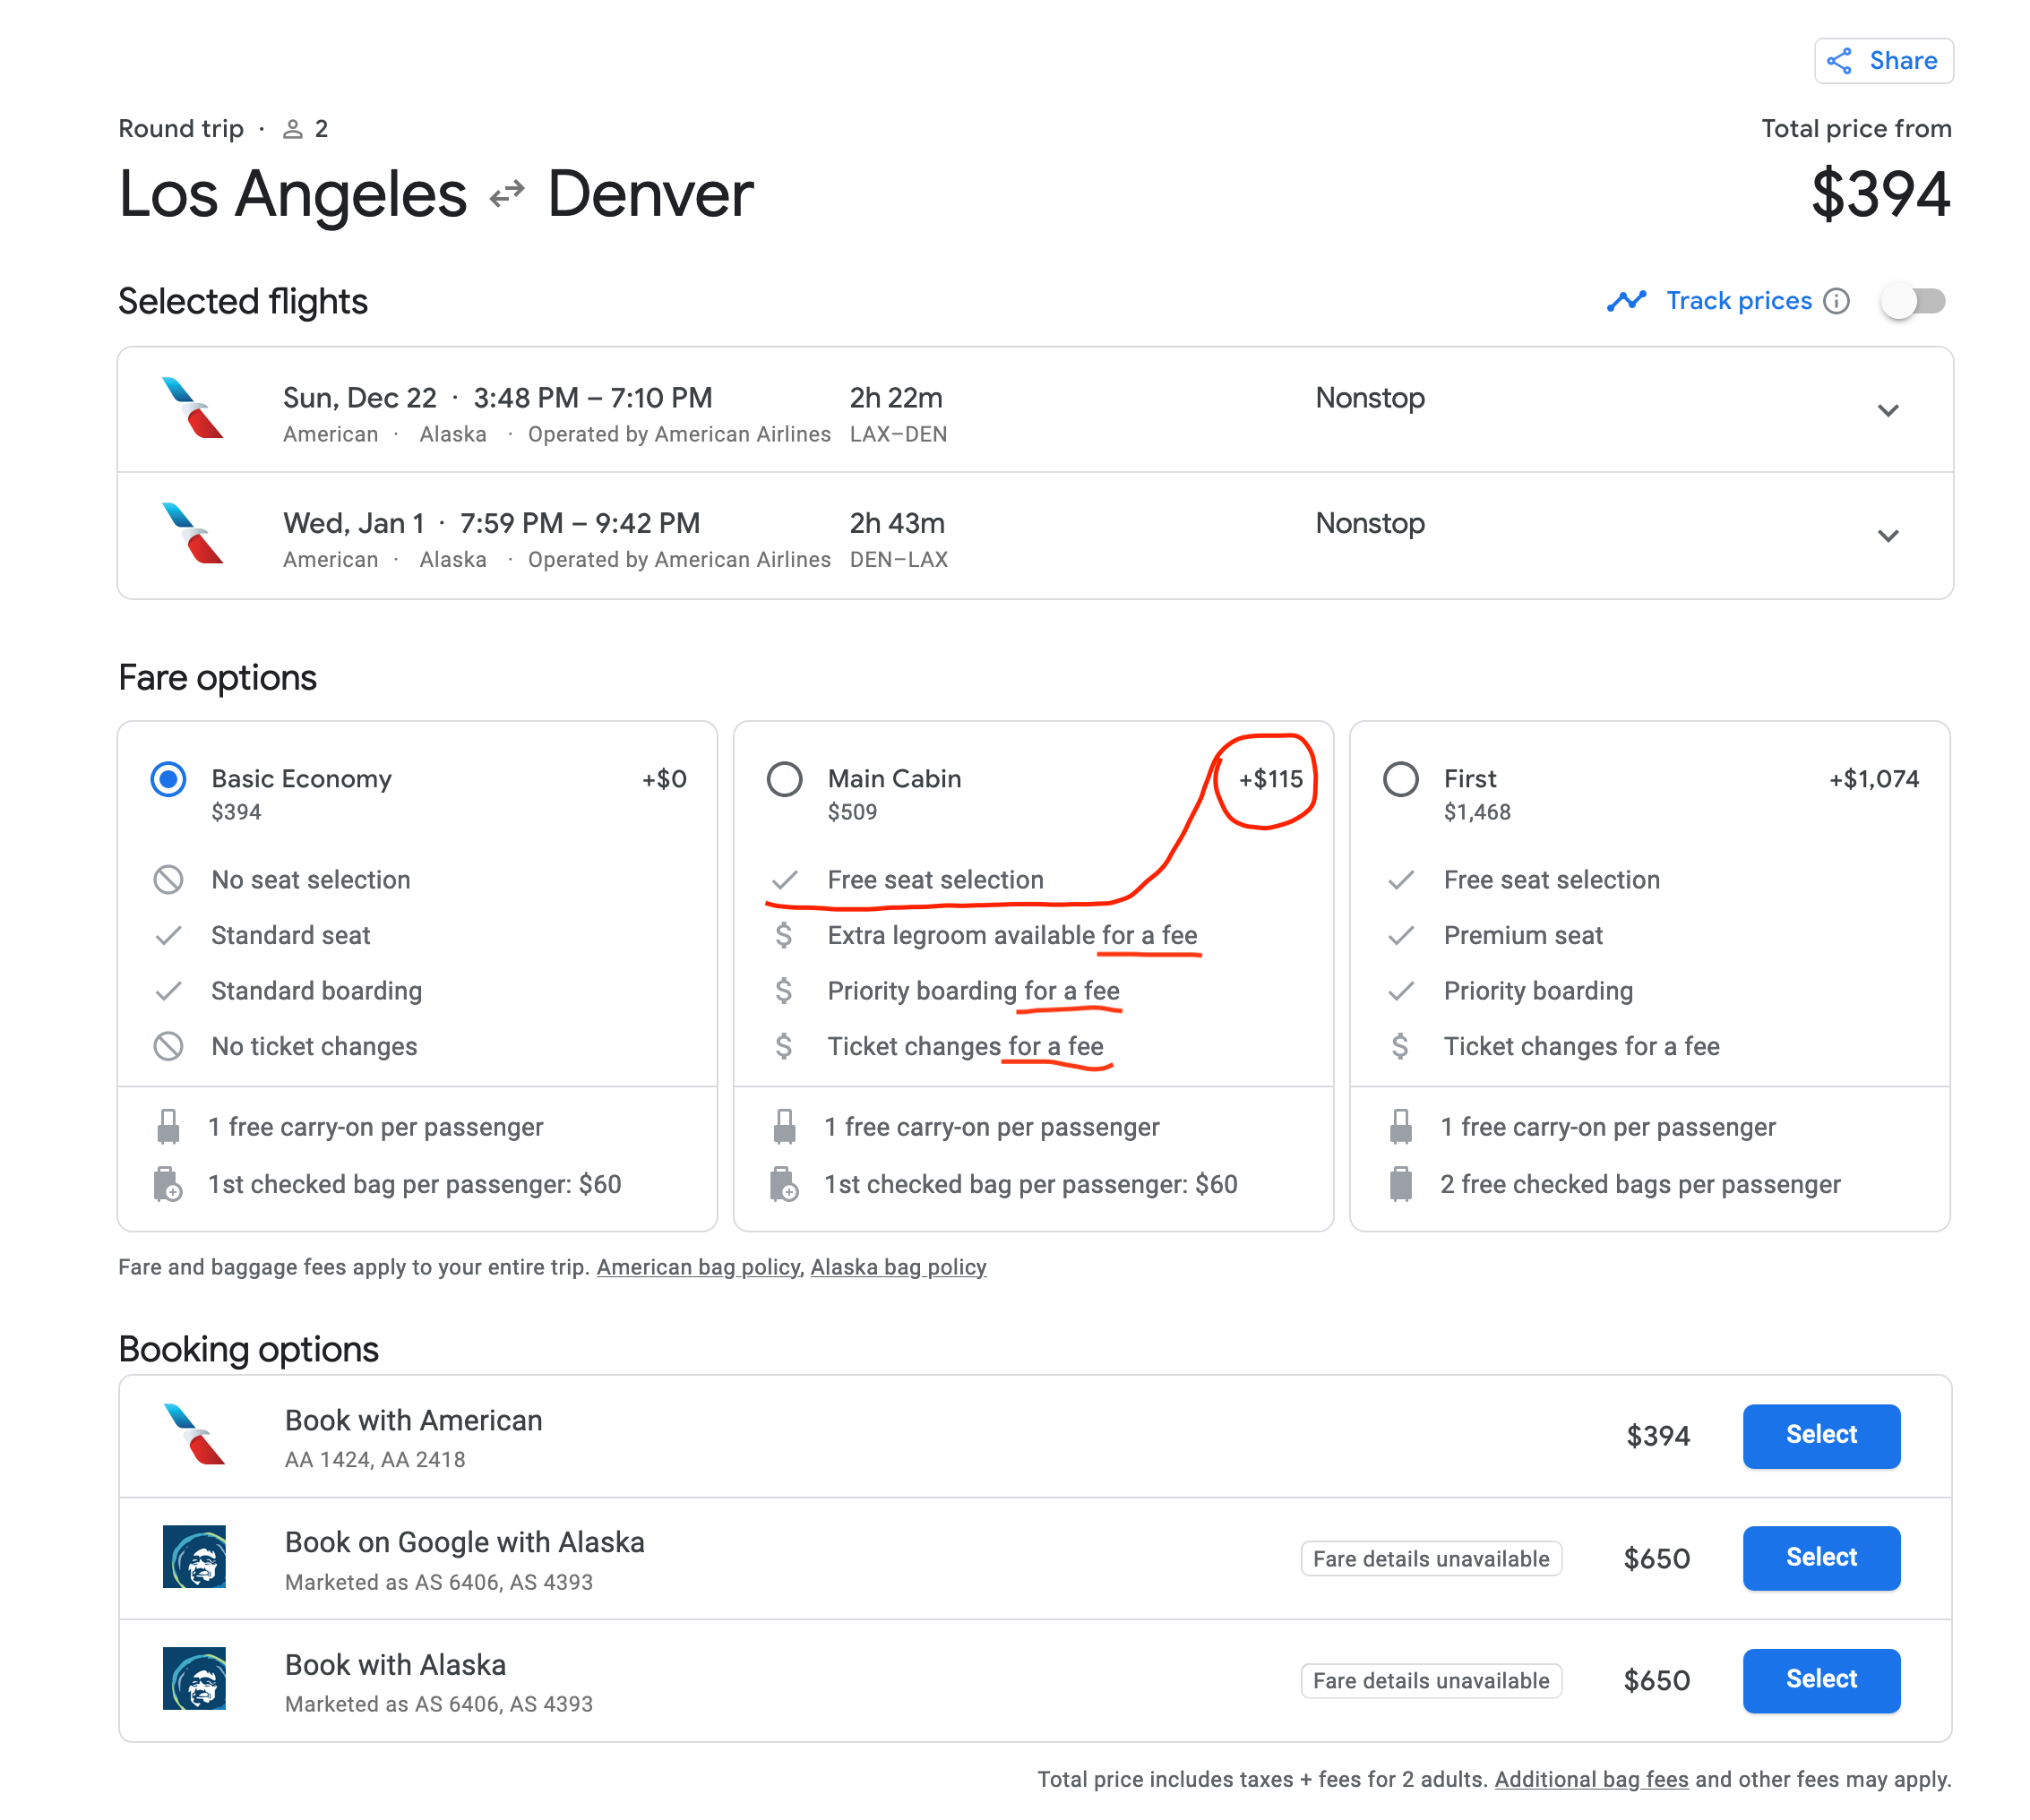 Share
Round trip · 2
Total price from
Los Angeles Denver
$394
Selected flights
Track prices
Sun, Dec 22 · 3:48 PM – 7:10 PM 2h 22m Nonstop
American · Alaska · Operated by American Airlines LAX–DEN
Wed, Jan 1 · 7:59 PM – 9:42 PM 2h 43m Nonstop
American · Alaska · Operated by American Airlines DEN–LAX
Fare options
Basic Economy +$0
$394
No seat selection
Standard seat
Standard boarding
No ticket changes
1 free carry-on per passenger
1st checked bag per passenger: $60
Main Cabin +$115
$509
Free seat selection
$ Extra legroom available for a fee
$ Priority boarding for a fee
$ Ticket changes for a fee
1 free carry-on per passenger
1st checked bag per passenger: $60
First +$1,074
$1,468
Free seat selection
Premium seat
Priority boarding
$ Ticket changes for a fee
1 free carry-on per passenger
2 free checked bags per passenger
Fare and baggage fees apply to your entire trip. American bag policy, Alaska bag policy
Booking options
Book with American $394 Select
AA 1424, AA 2418
Book on Google with Alaska Fare details unavailable $650 Select
Marketed as AS 6406, AS 4393
Book with Alaska Fare details unavailable $650 Select
Marketed as AS 6406, AS 4393
Total price includes taxes + fees for 2 adults. Additional bag fees and other fees may apply.